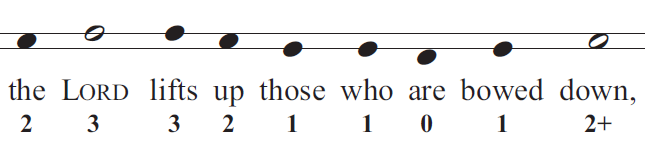 the LORD lifts up those who are bowed down,
2 3 3 2 1 1 0 1 2+